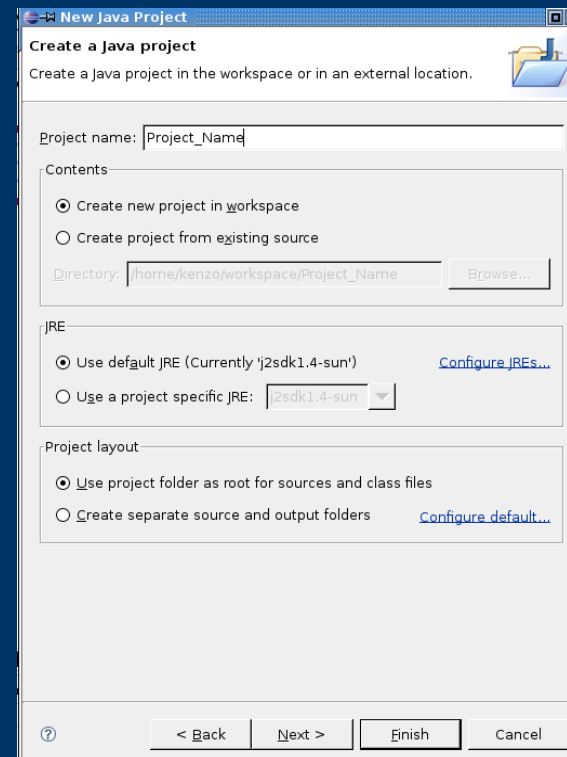 New Java Project
Create a Java project
Create a Java project in the workspace or in an external location.
Project name: Project_Name
Contents
Create new project in workspace
Create project from existing source
Directory: /home/kenzo/workspace/Project_Name Browse...
JRE
Use default JRE (Currently 'j2sdk1.4-sun') Configure JREs...
Use a project specific JRE: j2sdk1.4-sun
Project layout
Use project folder as root for sources and class files
Create separate source and output folders Configure default...
? < Back Next > Finish Cancel